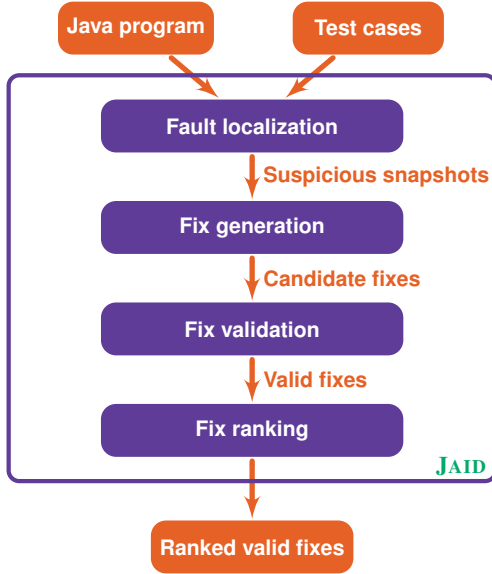 Java program
Test cases
Fault localization
Suspicious snapshots
Fix generation
Candidate fixes
Fix validation
Valid fixes
Fix ranking
JAID
Ranked valid fixes